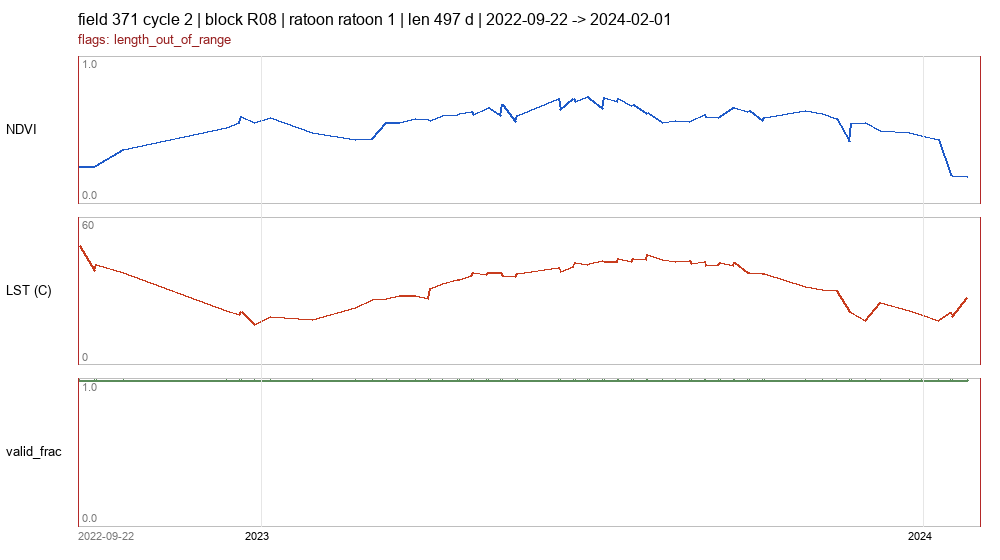 field 371 cycle 2 | block R08 | ratoon ratoon 1 | len 497 d | 2022-09-22 -> 2024-02-01
flags: length_out_of_range
1.0
NDVI
0.0
60
LST (C)
0
1.0
valid_frac
0.0
2022-09-22 2023 2024